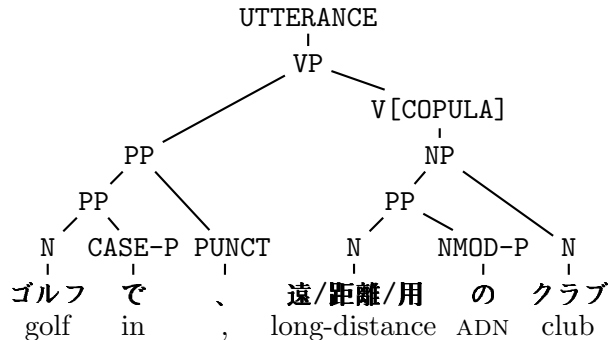 UTTERANCE
VP
V[COPULA]
PP NP
PP PP
N CASE-P PUNCT N NMOD-P N
ゴルフ で 、 遠/距離/用 の クラブ
golf in , long-distance ADN club